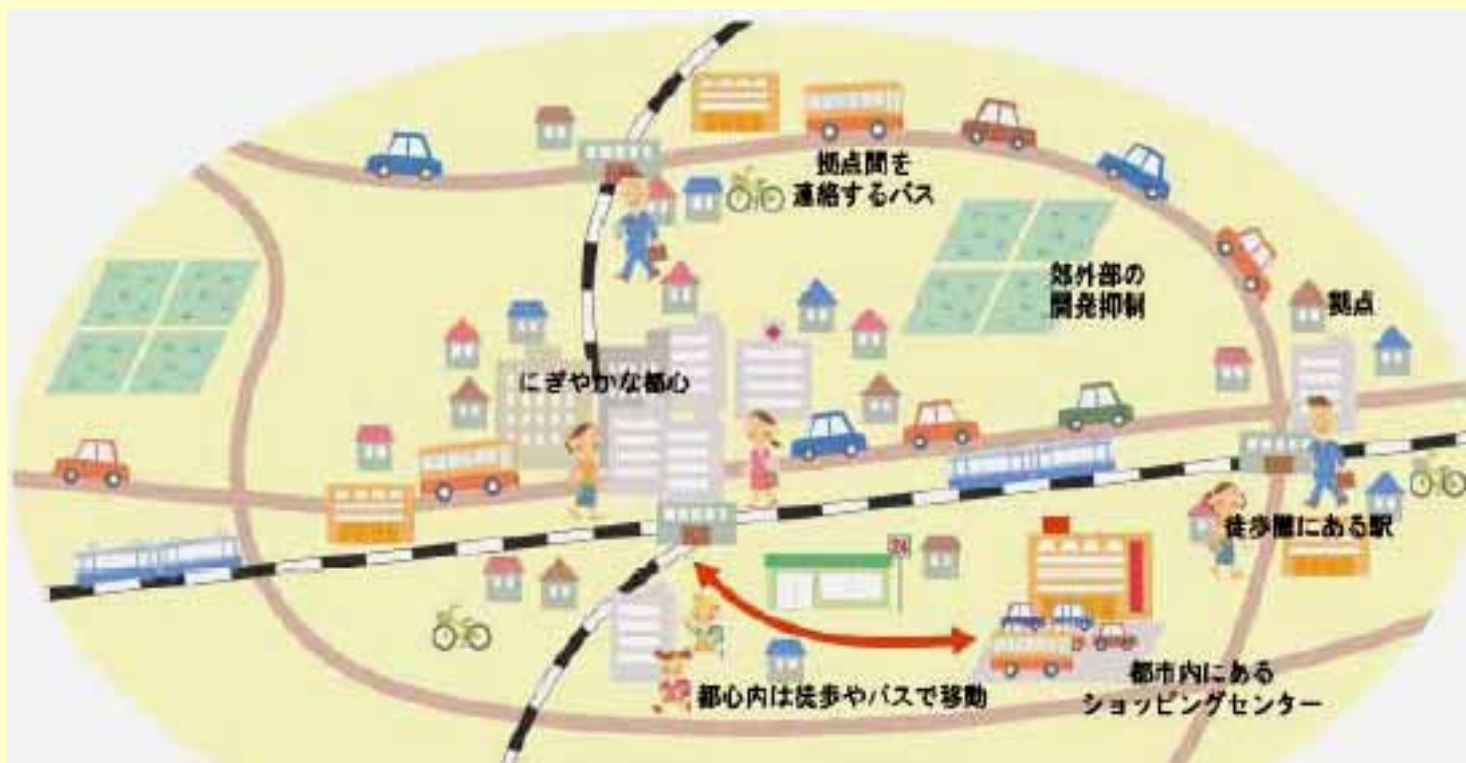 拠点間を
連絡するバス
郊外部の
開発抑制
拠点
にぎやかな都心
徒歩圏にある駅
24
都心内は徒歩やバスで移動
都市内にある
ショッピングセンター